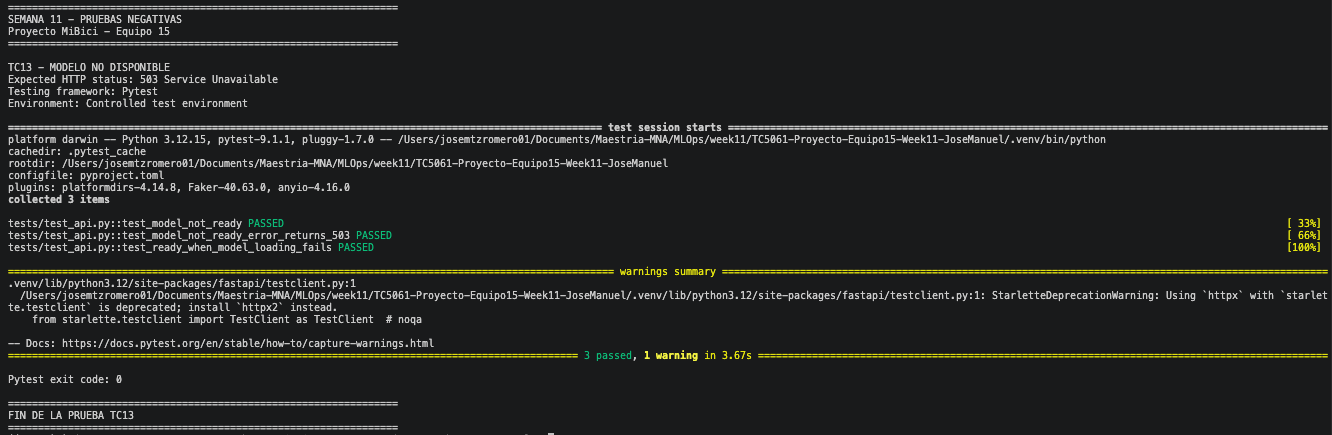 =================================================================
SEMANA 11 - PRUEBAS NEGATIVAS
Proyecto MiBici - Equipo 15
=================================================================
TC13 - MODELO NO DISPONIBLE
Expected HTTP status: 503 Service Unavailable
Testing framework: Pytest
Environment: Controlled test environment
=== test session starts ===
platform darwin -- Python 3.12.15, pytest-9.1.1, pluggy-1.7.0 -- /Users/josemtzromero01/Documents/Maestria-MNA/MLOps/week11/TC5061-Proyecto-Equipo15-Week11-JoseManuel/.venv/bin/python
cachedir: .pytest_cache
rootdir: /Users/josemtzromero01/Documents/Maestria-MNA/MLOps/week11/TC5061-Proyecto-Equipo15-Week11-JoseManuel
configfile: pyproject.toml
plugins: platformdirs-4.14.8, Faker-40.63.0, anyio-4.16.0
collected 3 items
tests/test_api.py::test_model_not_ready PASSED [ 33%]
tests/test_api.py::test_model_not_ready_error_returns_503 PASSED [ 66%]
tests/test_api.py::test_ready_when_model_loading_fails PASSED [100%]
=== warnings summary ===
.venv/lib/python3.12/site-packages/fastapi/testclient.py:1
/Users/josemtzromero01/Documents/Maestria-MNA/MLOps/week11/TC5061-Proyecto-Equipo15-Week11-JoseManuel/.venv/lib/python3.12/site-packages/fastapi/testclient.py:1: StarletteDeprecationWarning: Using `httpx` with `starlet
te.testclient` is deprecated; install `httpx2` instead.
from starlette.testclient import TestClient as TestClient # noqa
-- Docs: https://docs.pytest.org/en/stable/how-to/capture-warnings.html
=== 3 passed, 1 warning in 3.67s ===
Pytest exit code: 0
=================================================================
FIN DE LA PRUEBA TC13
=================================================================